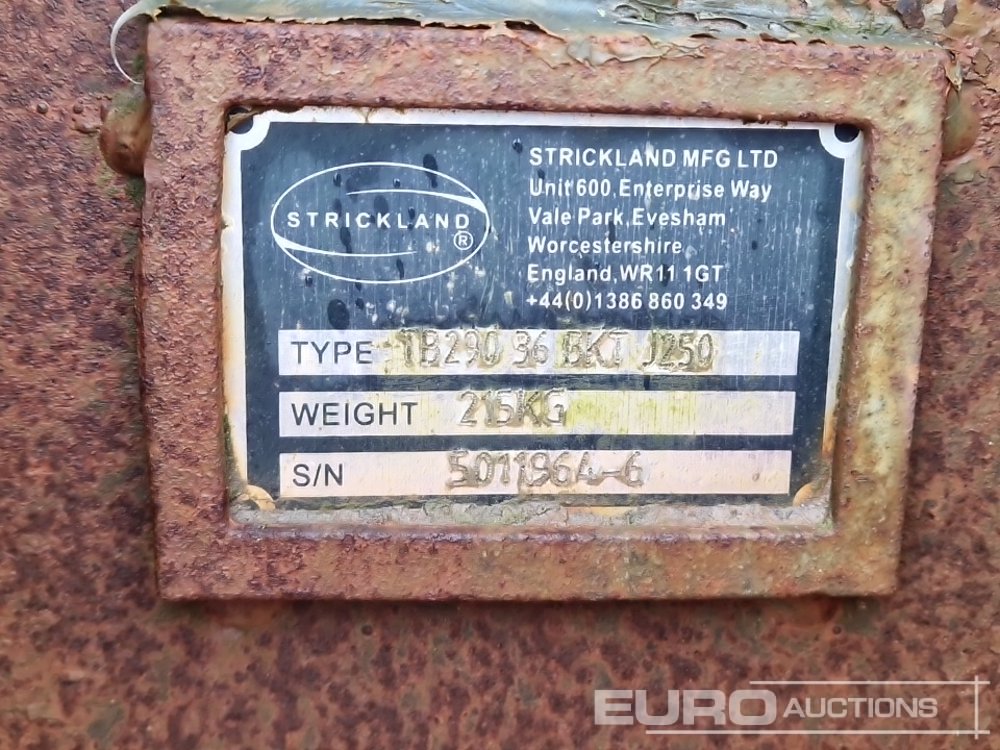 STRICKLAND®
STRICKLAND MFG LTD
Unit 600, Enterprise Way
Vale Park, Evesham
Worcestershire
England, WR11 1GT
+44(0)1386 860 349
TYPE TB290 36 BKT J250
WEIGHT 215KG
S/N 5011964-6
EURO AUCTIONS